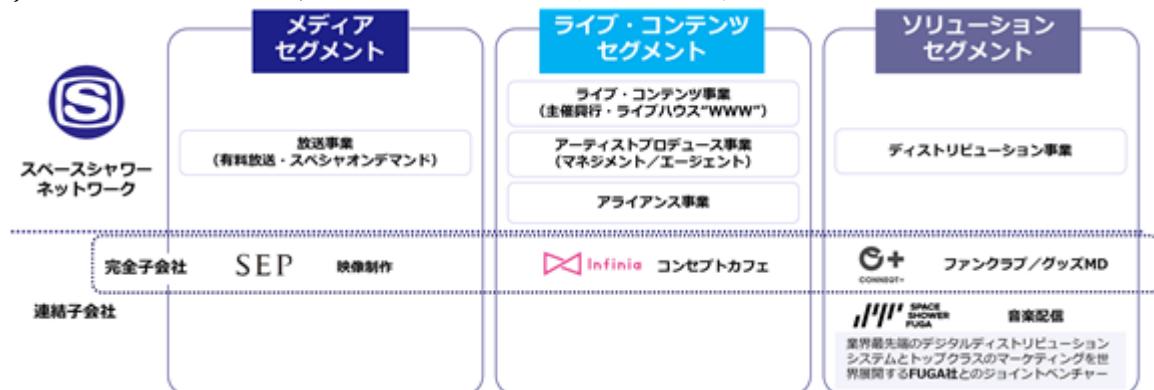 メディア
セグメント
ライブ・コンテンツ
セグメント
ソリューション
セグメント
S
スペースシャワー
ネットワーク
放送事業
(有料放送・スペシャオンデマンド)
ライブ・コンテンツ事業
(主催興行・ライブハウス"WWW")
アーティストプロデュース事業
(マネジメント/エージェント)
アライアンス事業
ディストリビューション事業
完全子会社
SEP
映像制作
Infinia
コンセプトカフェ
CONNECT+
ファンクラブ/グッズMD
連結子会社
SPACE
SHOWER
FUGA
音楽配信
業界最先端のデジタルディストリビューション
システムとトップクラスのマーケティングを世
界展開するFUGA社とのジョイントベンチャー